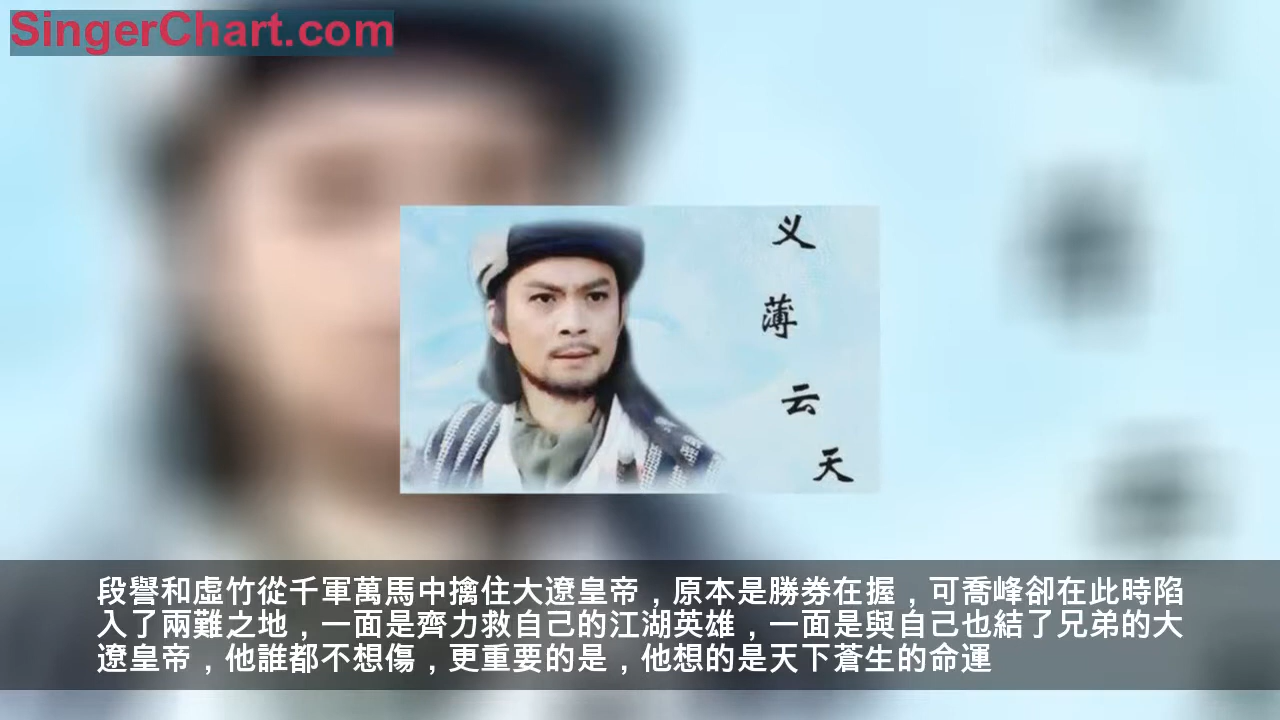 SingerChart.com
义
薄
云
天
段譽和虛竹從千軍萬馬中擒住大遼皇帝，原本是勝券在握，可喬峰卻在此時陷
入了兩難之地，一面是齊力救自己的江湖英雄，一面是與自己也結了兄弟的大
遼皇帝，他誰都不想傷，更重要的是，他想的是天下蒼生的命運